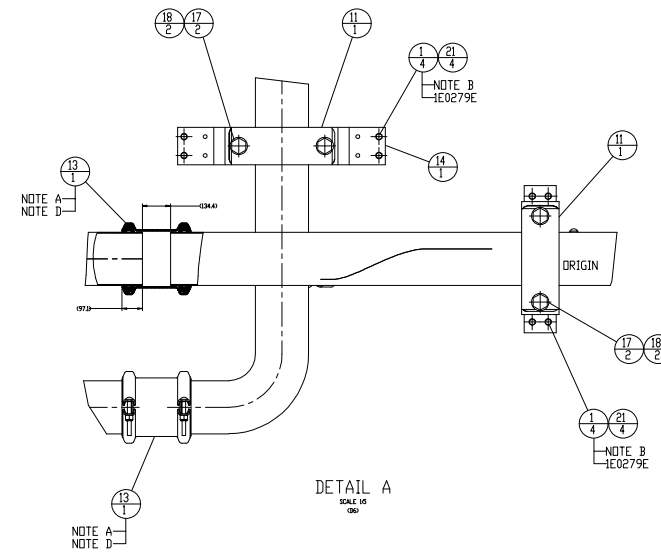 18 17 11
2 2 1
1 21
4 4
NOTE B
1E0279E
14
1
11
1
13
1
NOTE A
NOTE D
(134.4)
ORIGIN
(97.1)
17 18
2 2
1 21
4 4
NOTE B
1E0279E
13
1
NOTE A
NOTE D
DETAIL A
SCALE 1:5
(D6)